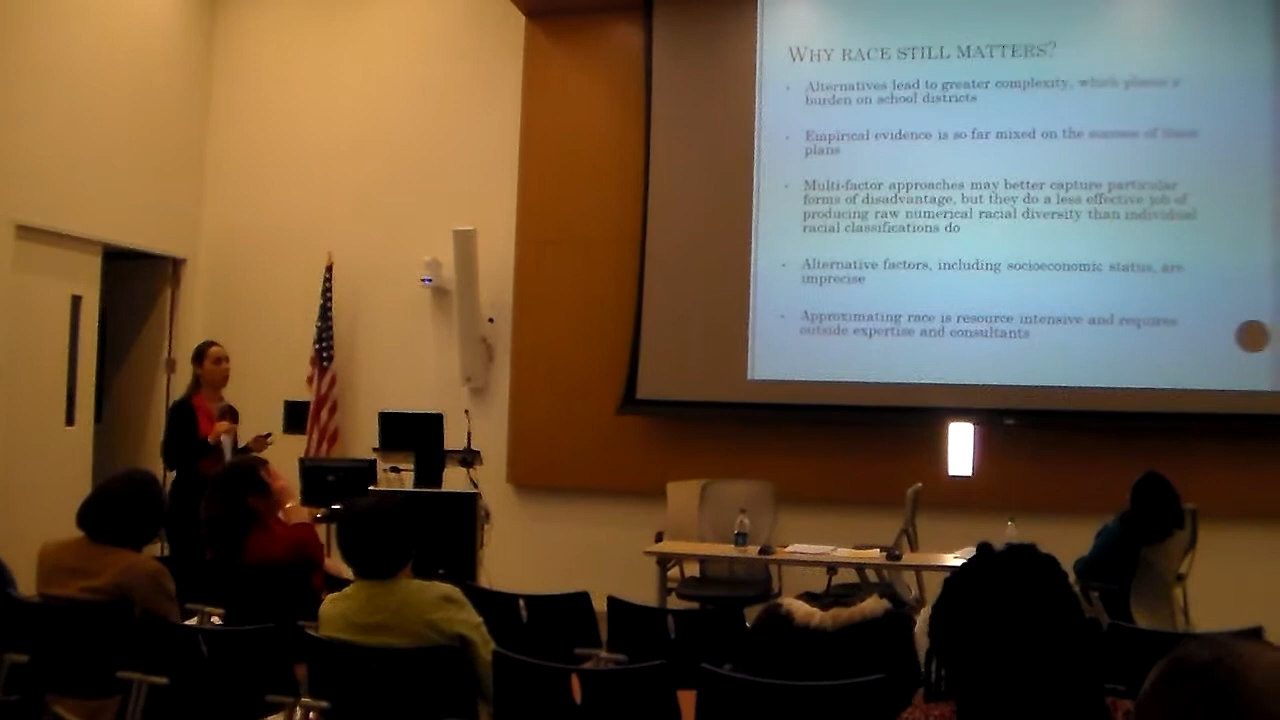 WHY RACE STILL MATTERS?
Alternatives lead to greater complexity, which places a
burden on school districts
Empirical evidence is so far mixed on the success of these
plans
Multi-factor approaches may better capture particular
forms of disadvantage, but they do a less effective job of
producing raw numerical racial diversity than individual
racial classifications do
Alternative factors, including socioeconomic status, are
imprecise
Approximating race is resource intensive and requires
outside expertise and consultants